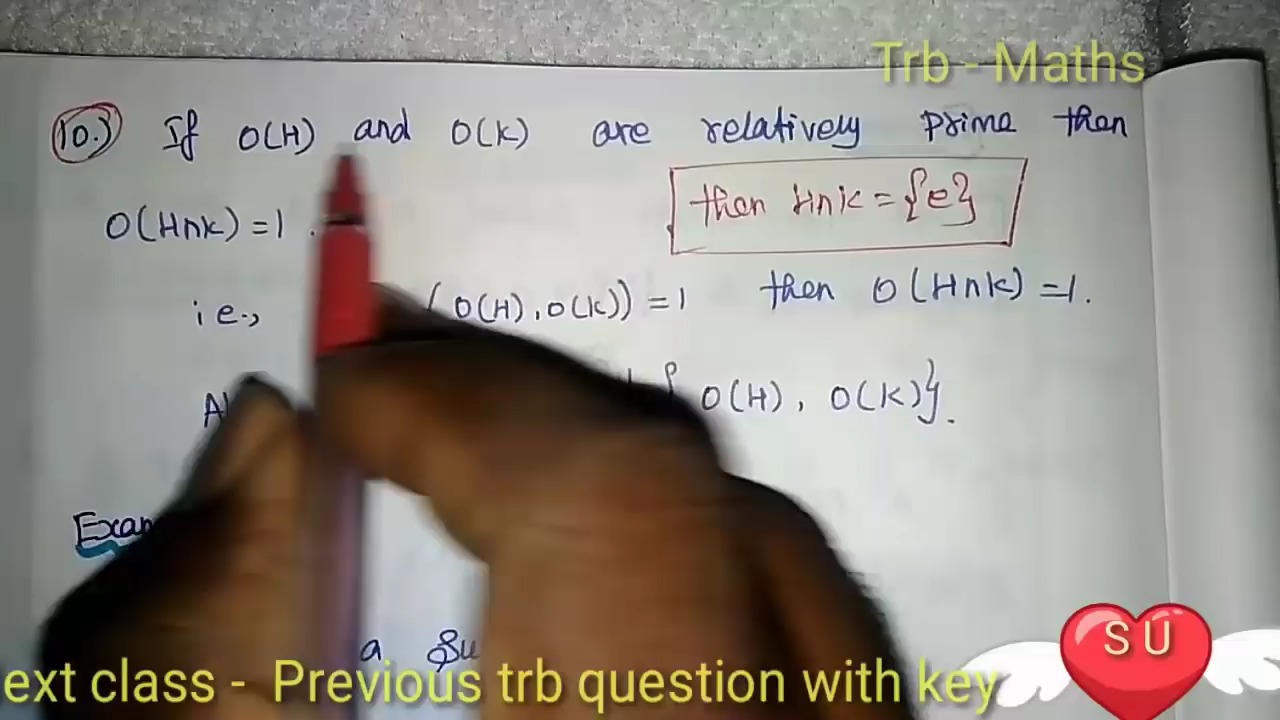 Trb - Maths
10.) If O(H) and O(K) are relatively prime then
then H∩K = {e}
O(H∩K) = 1 .
i.e., (O(H), O(K)) = 1 then O(H∩K) = 1.
O(H), O(K)}.
a
ext class - Previous trb question with key
S U